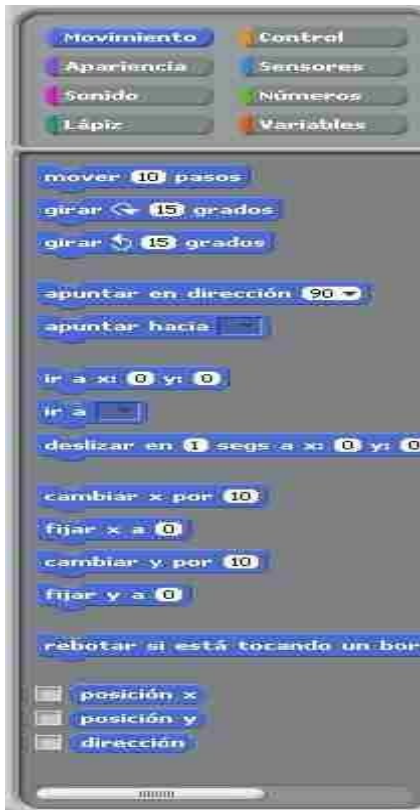 Movimiento Control
Apariencia Sensores
Sonido Números
Lápiz Variables
mover 10 pasos
girar 15 grados
girar 15 grados
apuntar en dirección 90
apuntar hacia
ir a x: 0 y: 0
ir a
deslizar en 1 segs a x: 0 y: 0
cambiar x por 10
fijar x a 0
cambiar y por 10
fijar y a 0
rebotar si está tocando un bor
posición x
posición y
dirección